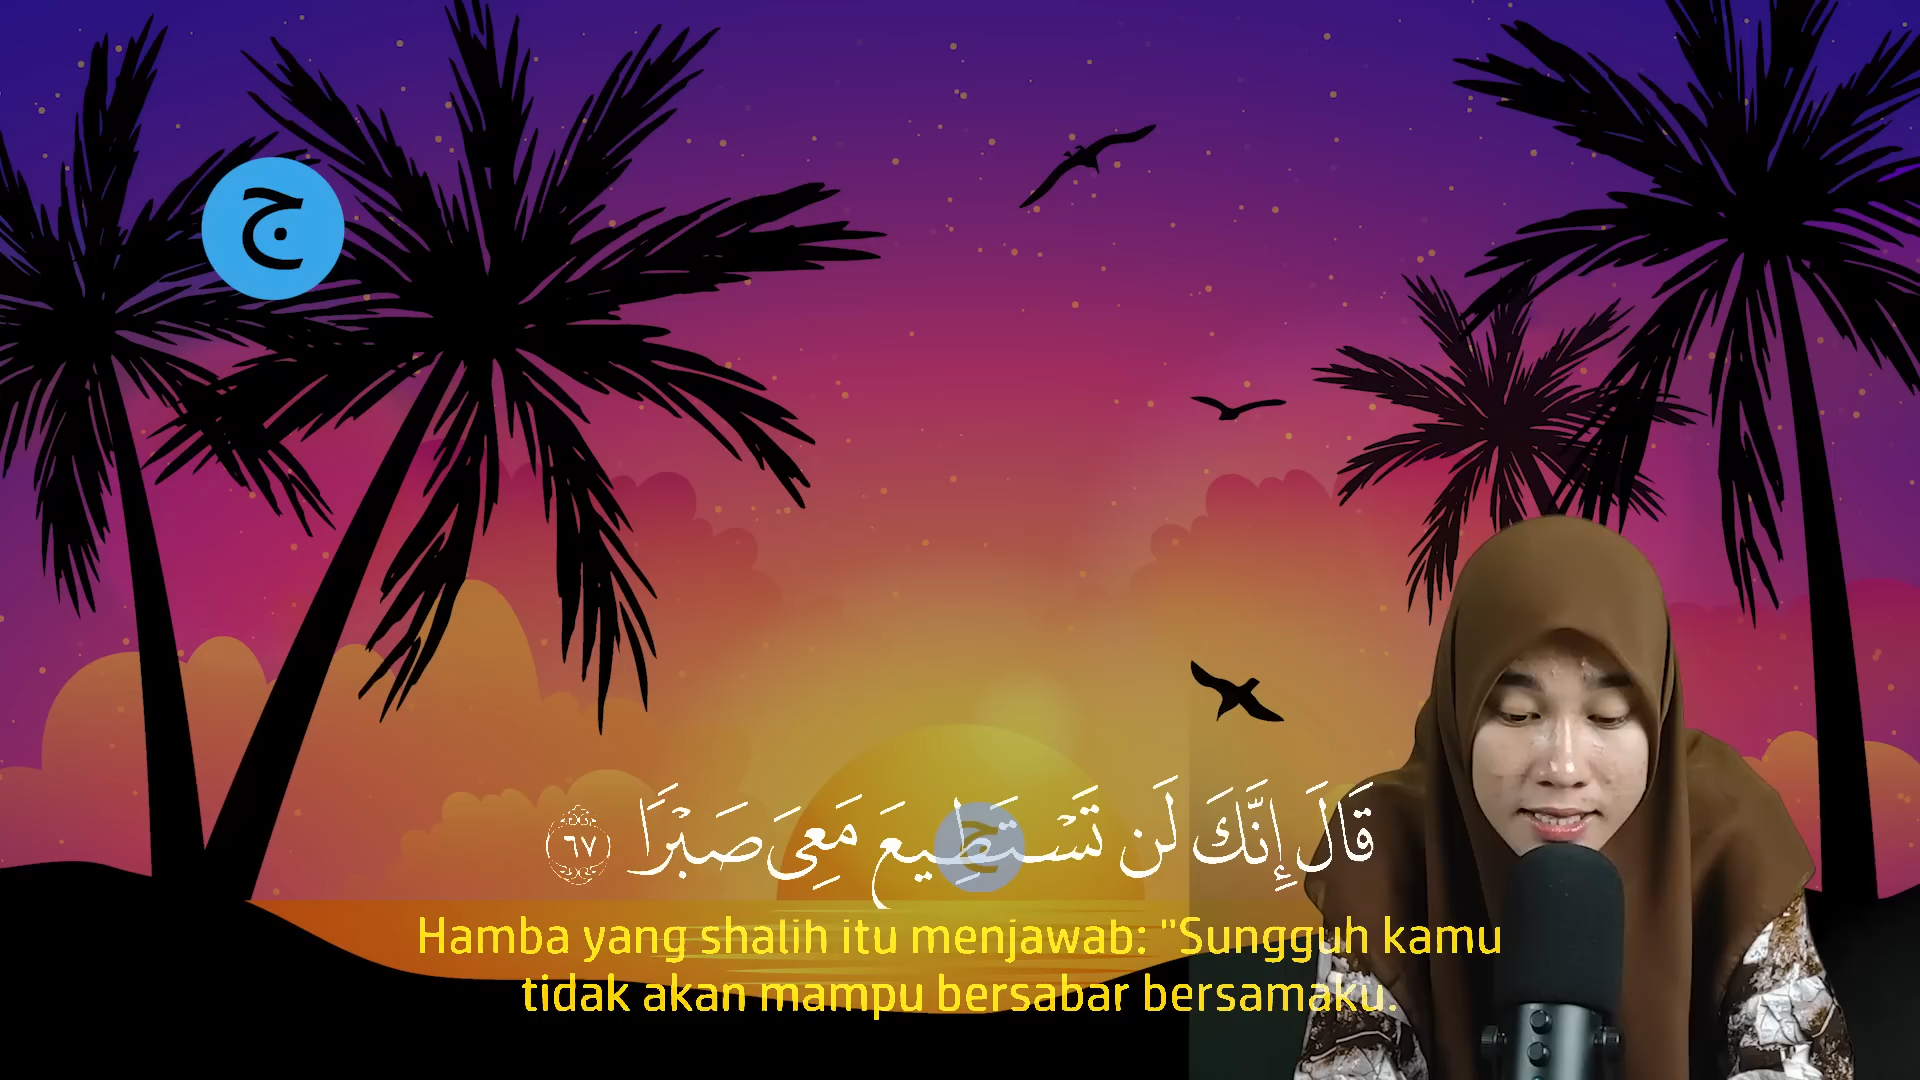 ج
قَالَ إِنَّكَ لَن تَسْتَطِيعَ مَعِىَ صَبْرًا ٦٧
ج
Hamba yang shalih itu menjawab: "Sungguh kamu
tidak akan mampu bersabar bersamaku.